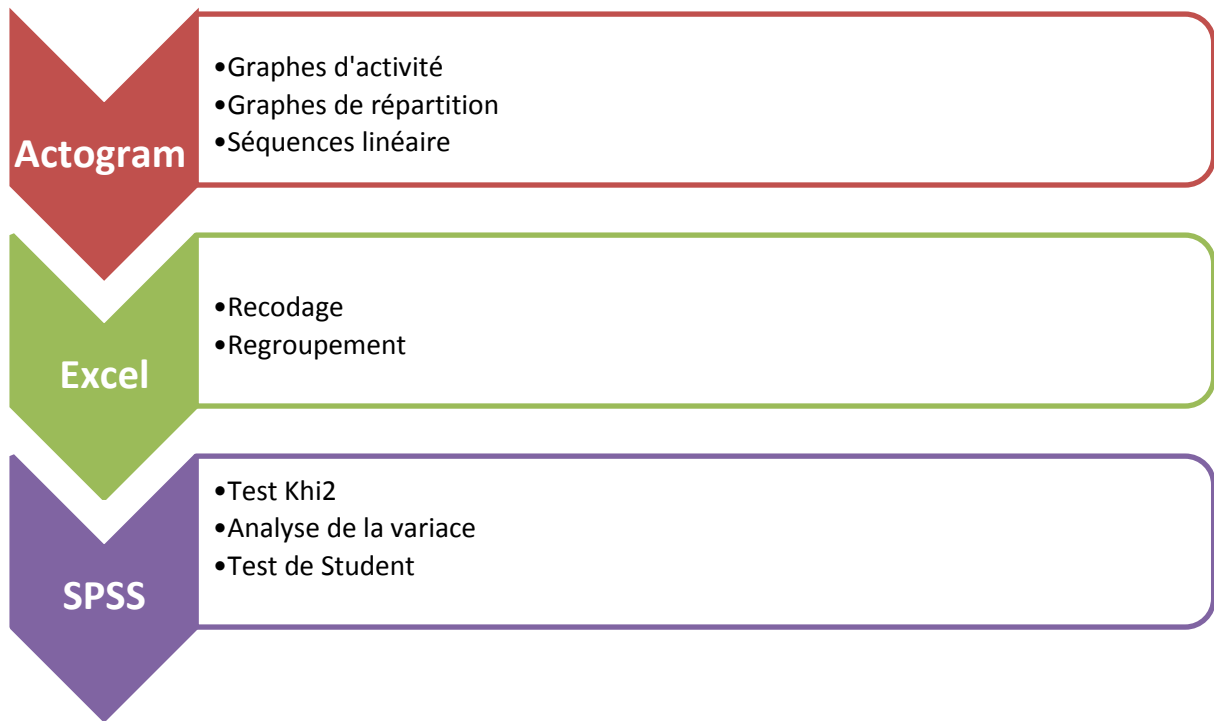 Actogram
•Graphes d'activité
•Graphes de répartition
•Séquences linéaire
Excel
•Recodage
•Regroupement
SPSS
•Test Khi2
•Analyse de la variace
•Test de Student